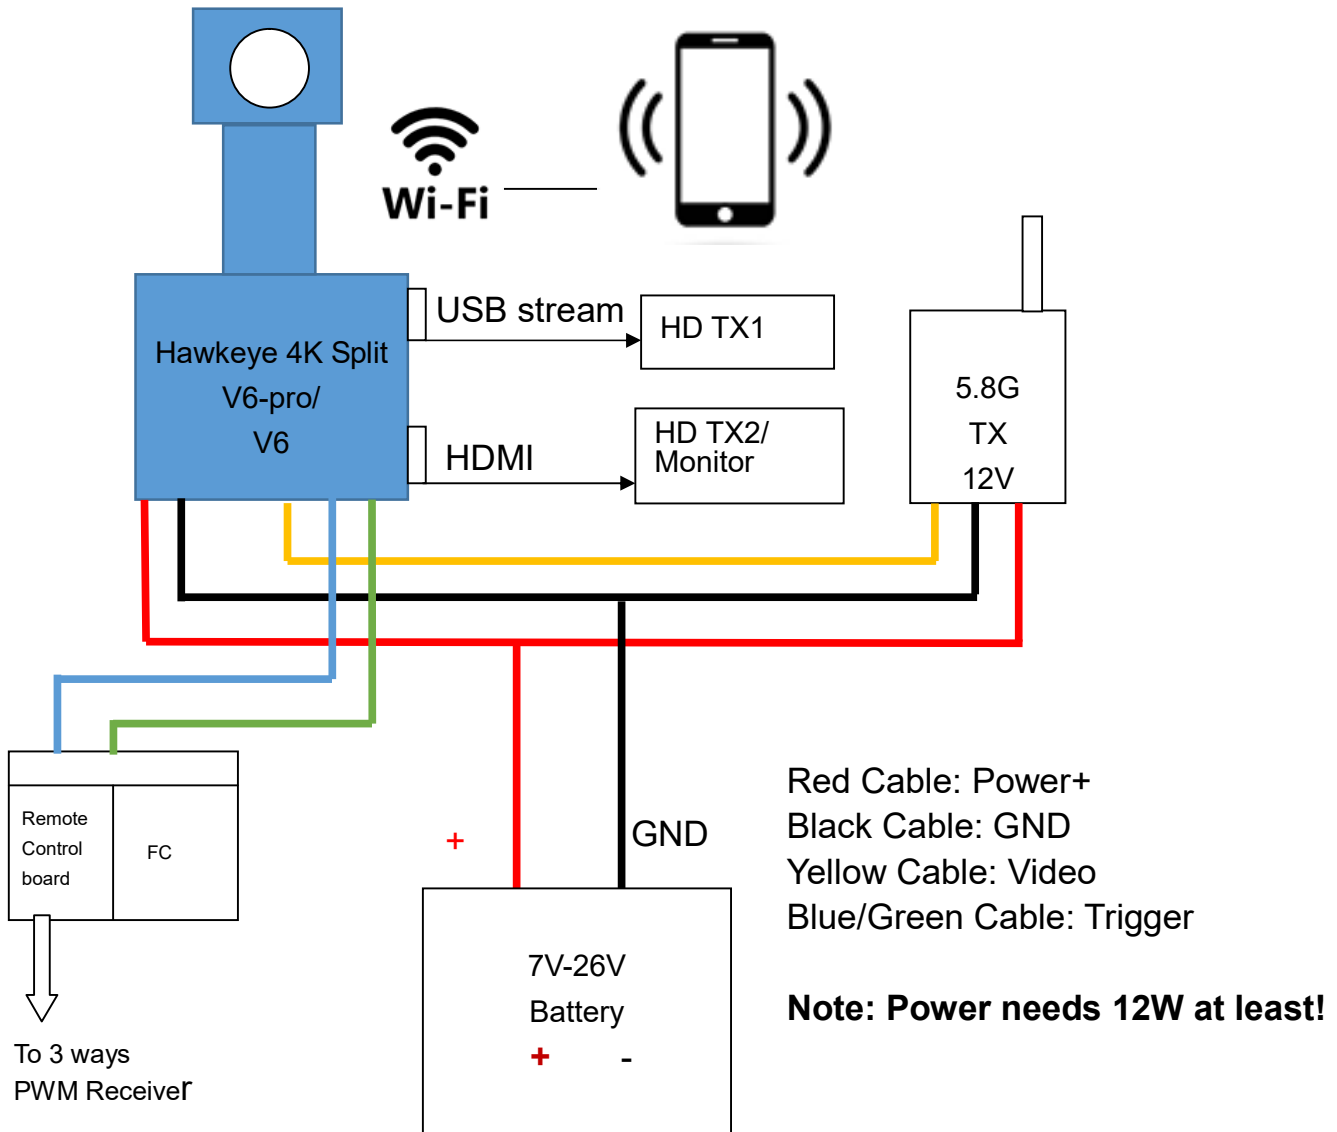 Wi-Fi
USB stream
HD TX1
Hawkeye 4K Split
V6-pro/
V6
HDMI
HD TX2/
Monitor
5.8G
TX
12V
Remote
Control
board
FC
To 3 ways
PWM Receiver
+
GND
7V-26V
Battery
+ -
Red Cable: Power+
Black Cable: GND
Yellow Cable: Video
Blue/Green Cable: Trigger
Note: Power needs 12W at least!